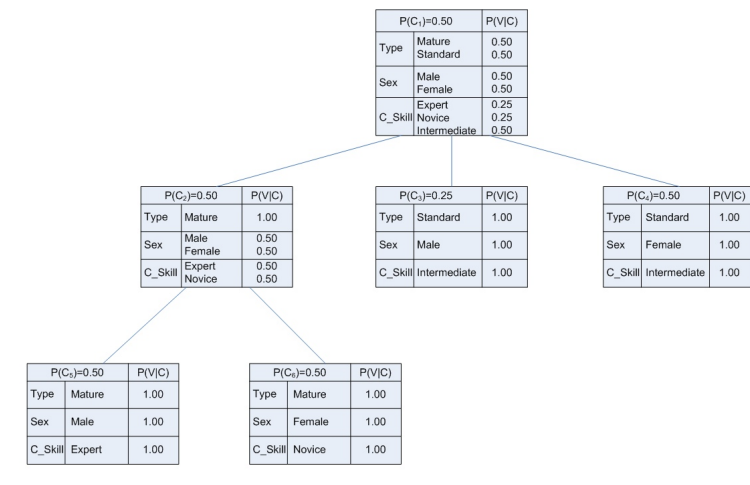 P(C₁)=0.50 P(V|C)
Type Mature 0.50
Standard 0.50
Sex Male 0.50
Female 0.50
Expert 0.25
C_Skill Novice 0.25
Intermediate 0.50
P(C₂)=0.50 P(V|C)
Type Mature 1.00
Sex Male 0.50
Female 0.50
C_Skill Expert 0.50
Novice 0.50
P(C₃)=0.25 P(V|C)
Type Standard 1.00
Sex Male 1.00
C_Skill Intermediate 1.00
P(C₄)=0.50 P(V|C)
Type Standard 1.00
Sex Female 1.00
C_Skill Intermediate 1.00
P(C₅)=0.50 P(V|C)
Type Mature 1.00
Sex Male 1.00
C_Skill Expert 1.00
P(C₆)=0.50 P(V|C)
Type Mature 1.00
Sex Female 1.00
C_Skill Novice 1.00